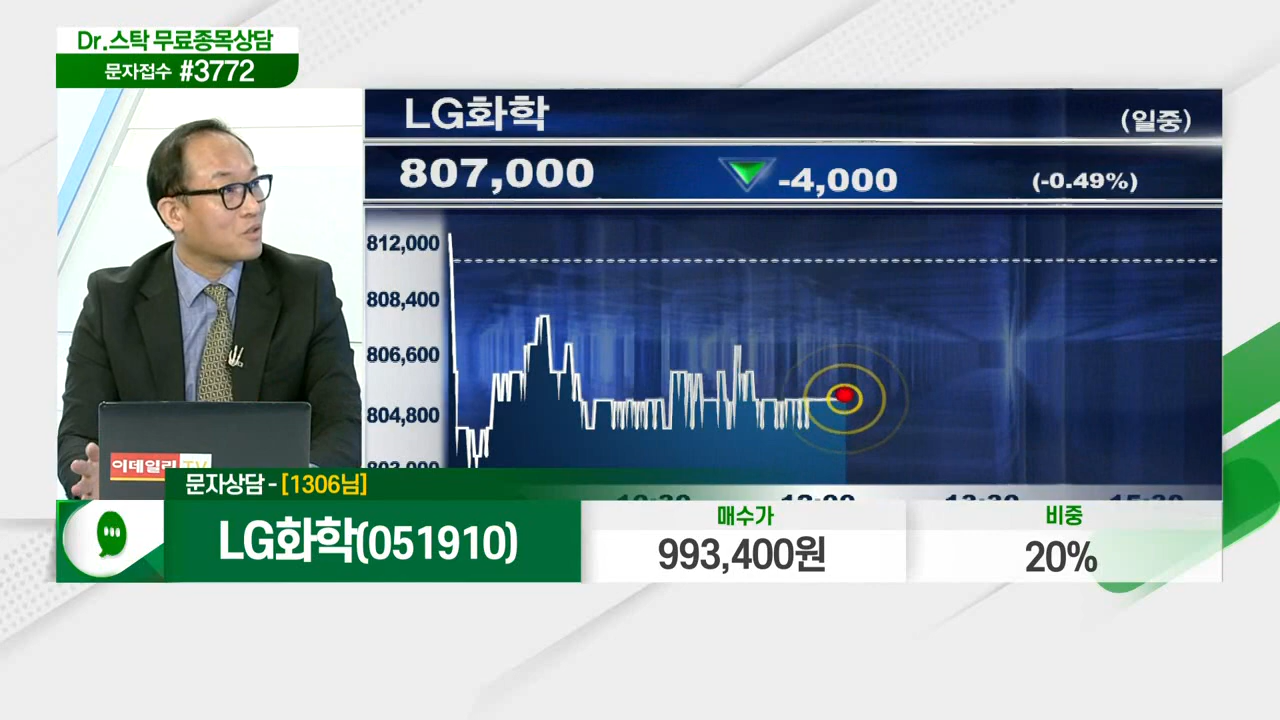 Dr.스탁 무료종목상담
문자접수 #3772
LG화학
(일중)
807,000 -4,000 (-0.49%)
812,000
808,400
806,600
804,800
이데일리 TV
문자상담 - [1306님]
LG화학(051910)
매수가
993,400원
비중
20%